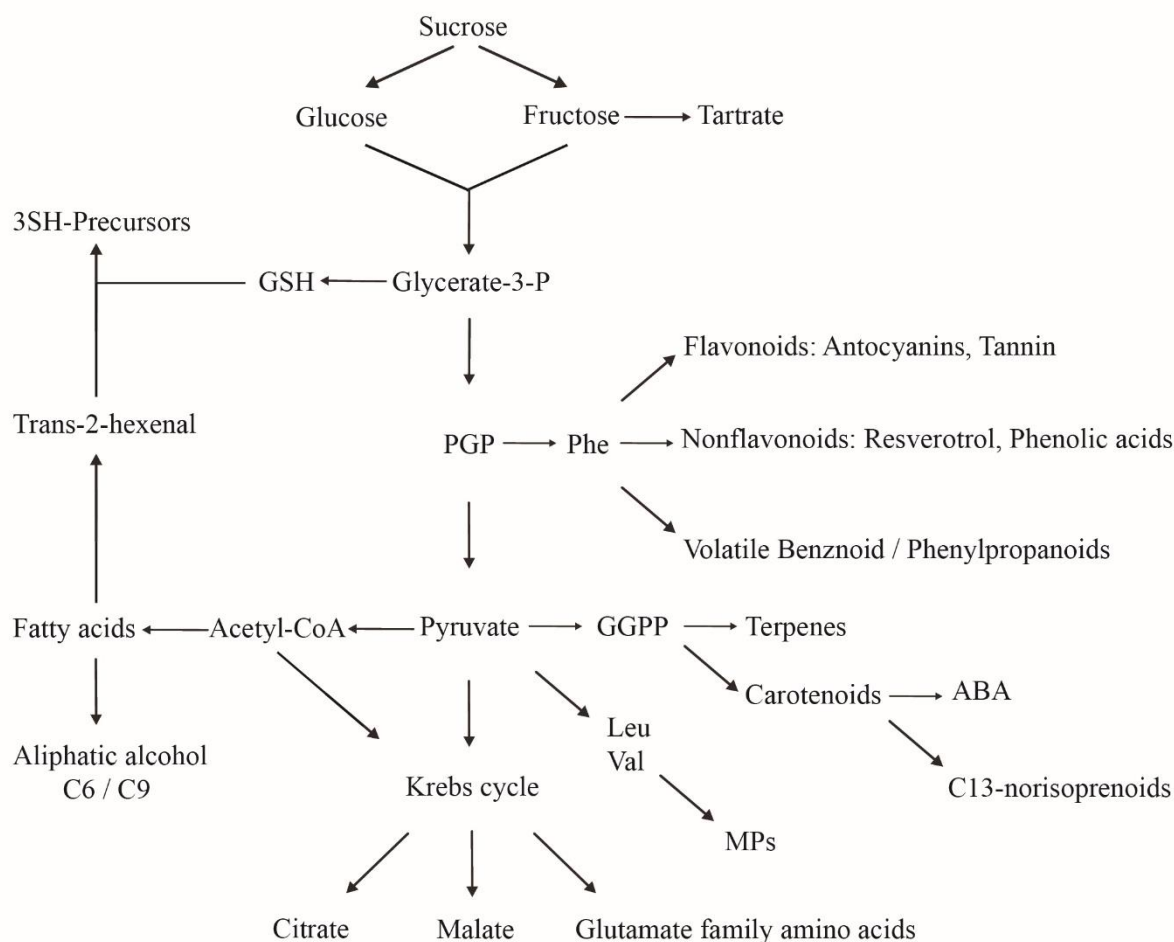 Sucrose
Glucose
Fructose
Tartrate
3SH-Precursors
GSH
Glycerate-3-P
Flavonoids: Antocyanins, Tannin
Trans-2-hexenal
PGP
Phe
Nonflavonoids: Resverotrol, Phenolic acids
Volatile Benznoid / Phenylpropanoids
Fatty acids
Acetyl-CoA
Pyruvate
GGPP
Terpenes
Carotenoids
ABA
Leu
Val
Aliphatic alcohol
C6 / C9
Krebs cycle
C13-norisoprenoids
MPs
Citrate
Malate
Glutamate family amino acids